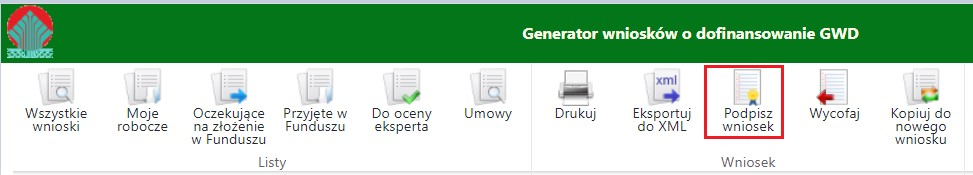 Generator wniosków o dofinansowanie GWD
Wszystkie
wnioski
Moje
robocze
Oczekujące
na złożenie
w Funduszu
Przyjęte w
Funduszu
Do oceny
eksperta
Umowy
Listy
Drukuj
xml
Eksportuj
do XML
Podpisz
wniosek
Wycofaj
Kopiuj do
nowego
wniosku
Wniosek